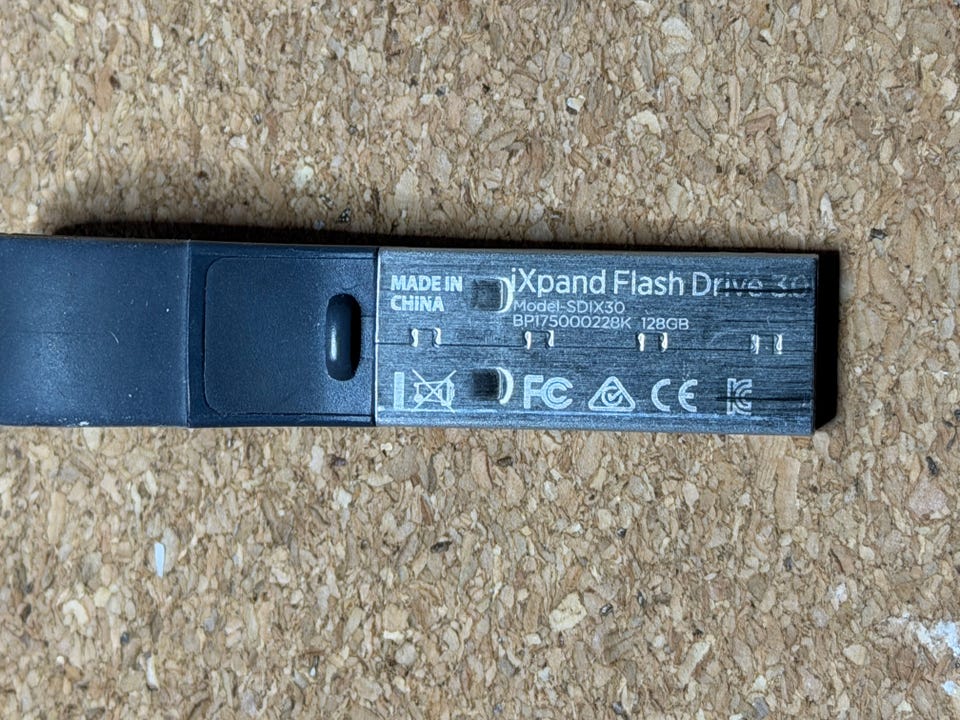 MADE IN
CHINA
iXpand Flash Drive 3.0
Model-SDIX30
BP175000228K 128GB
FC CE